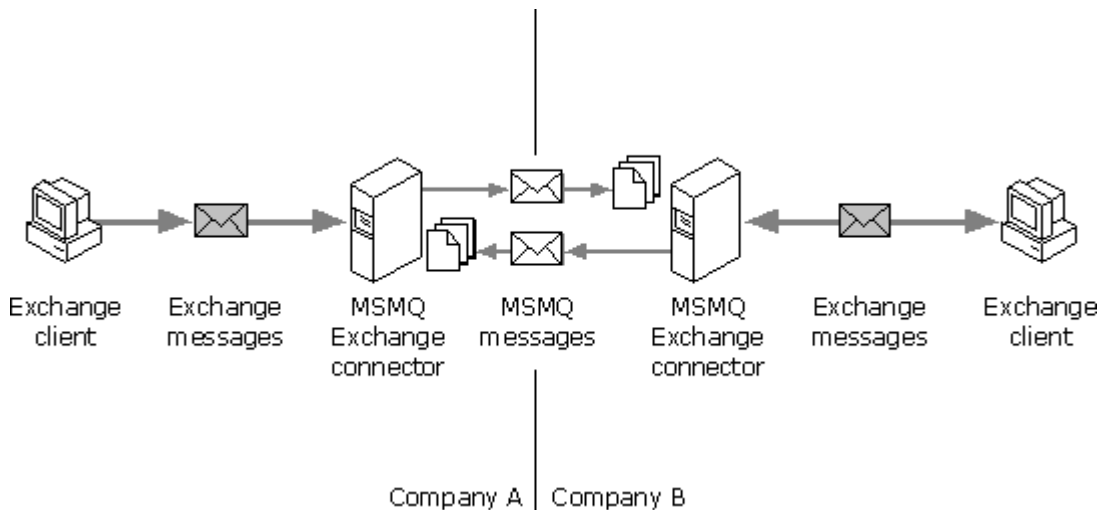 Exchange
client
Exchange
messages
MSMQ
Exchange
connector
MSMQ
messages
MSMQ
Exchange
connector
Exchange
messages
Exchange
client
Company A
Company B